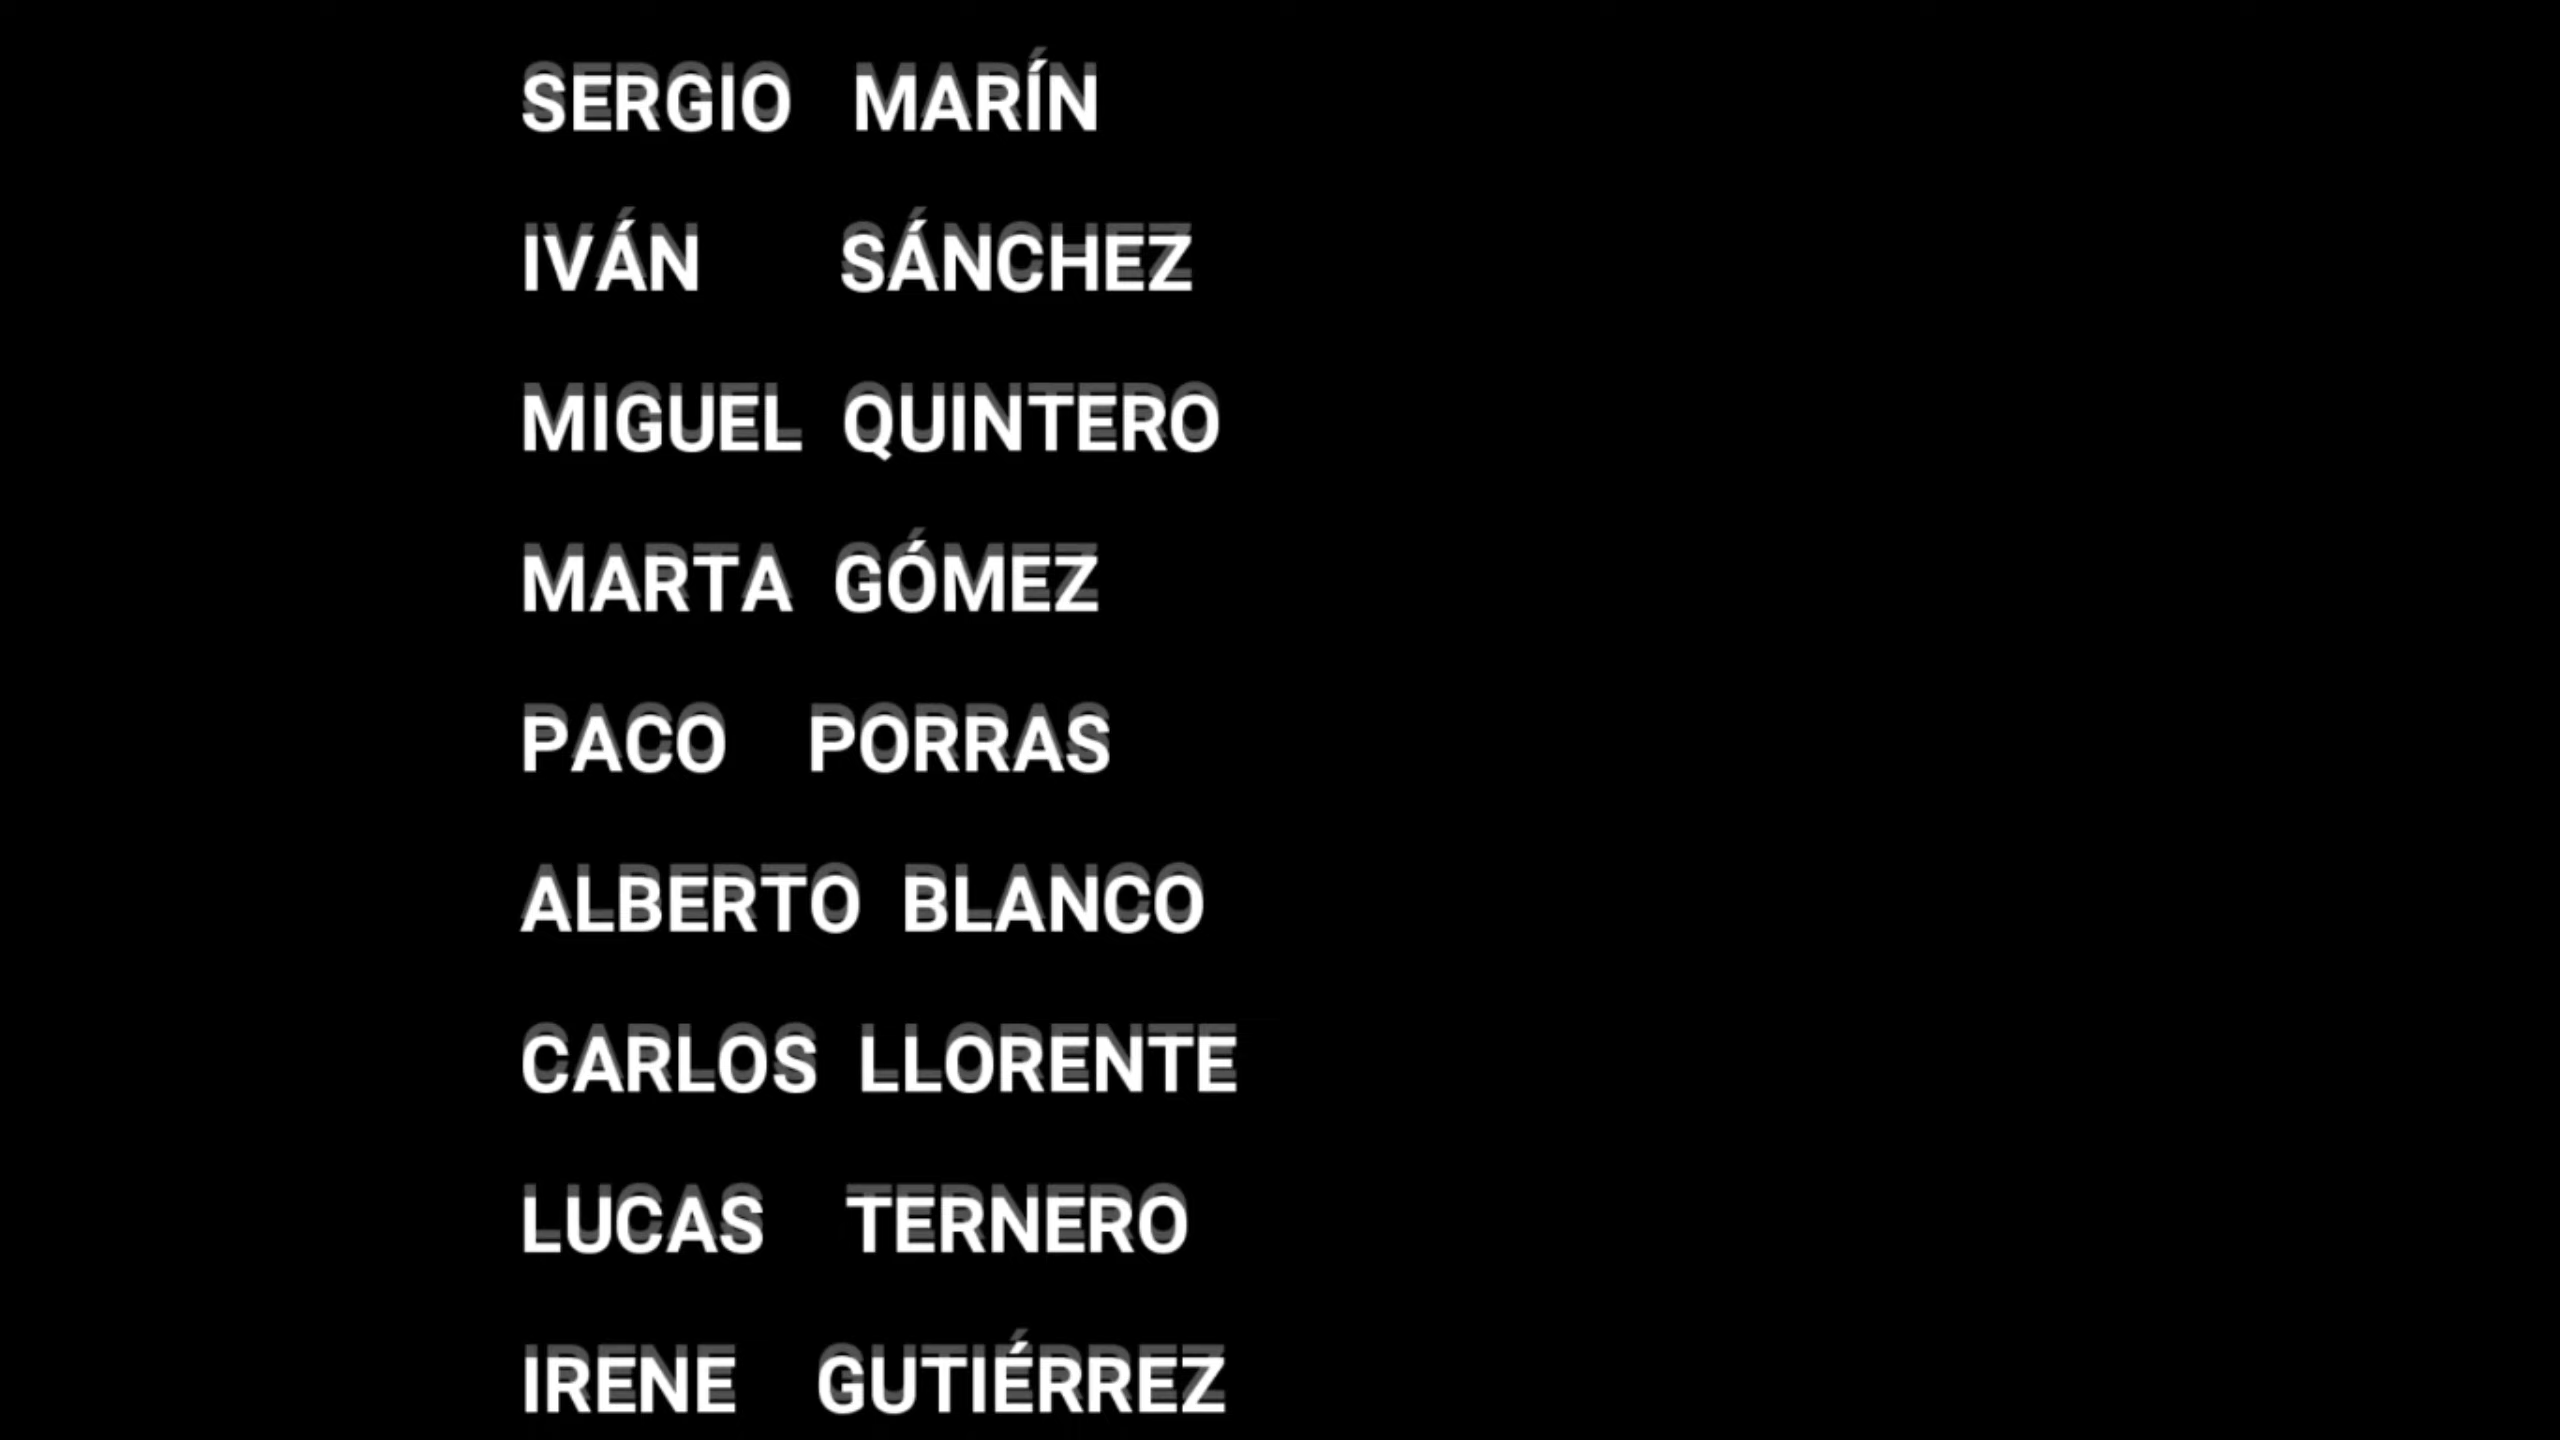 SERGIO MARÍN
IVÁN SÁNCHEZ
MIGUEL QUINTERO
MARTA GÓMEZ
PACO PORRAS
ALBERTO BLANCO
CARLOS LLORENTE
LUCAS TERNERO
IRENE GUTIÉRREZ